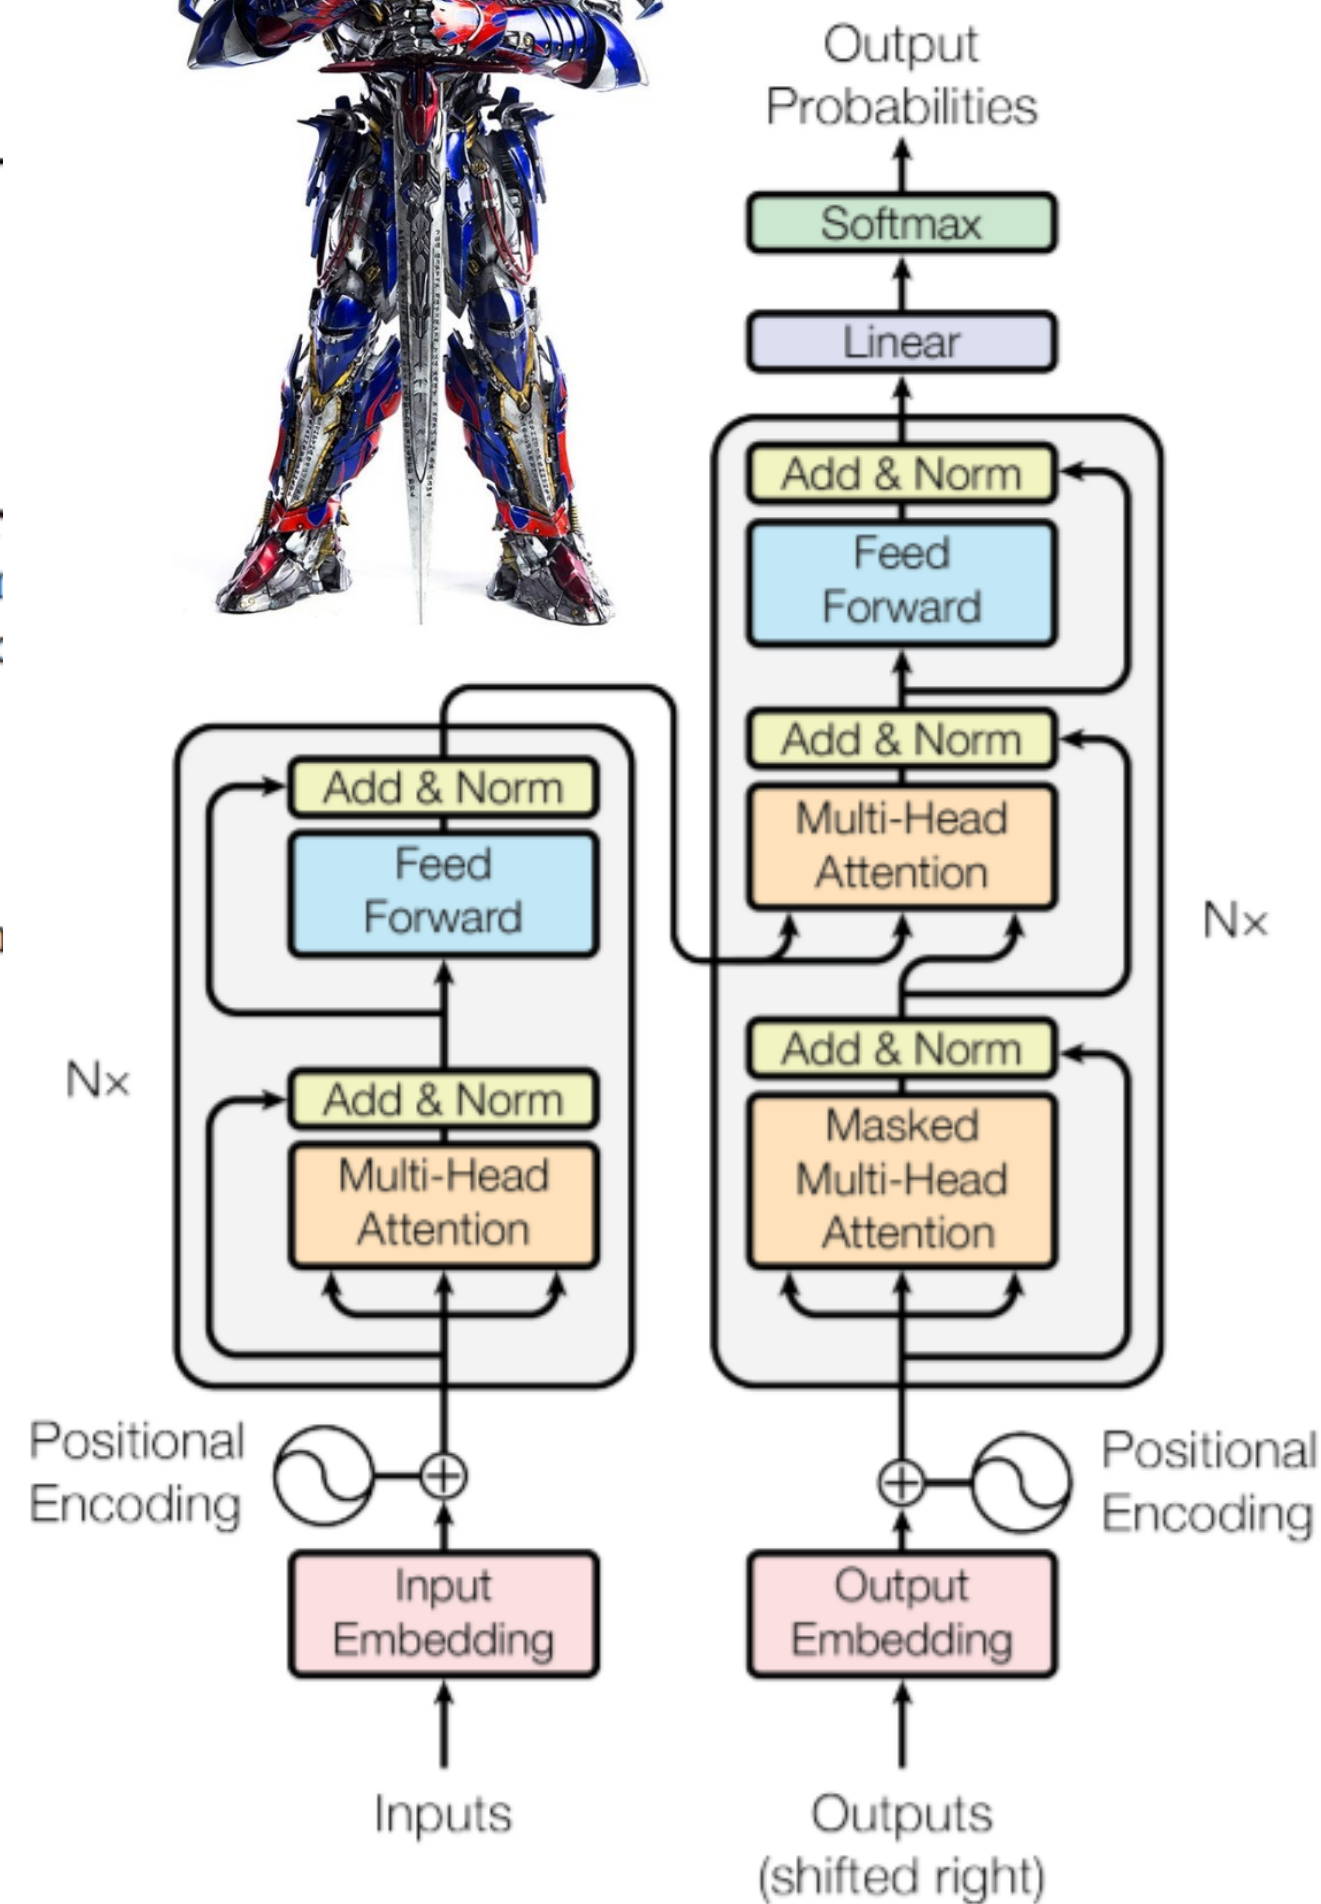 Output
Probabilities
Softmax
Linear
Add & Norm
Feed
Forward
Add & Norm
Multi-Head
Attention
Nx
Add & Norm
Masked
Multi-Head
Attention
Positional
Encoding
Output
Embedding
Outputs
(shifted right)
Add & Norm
Feed
Forward
Nx
Add & Norm
Multi-Head
Attention
Positional
Encoding
Input
Embedding
Inputs